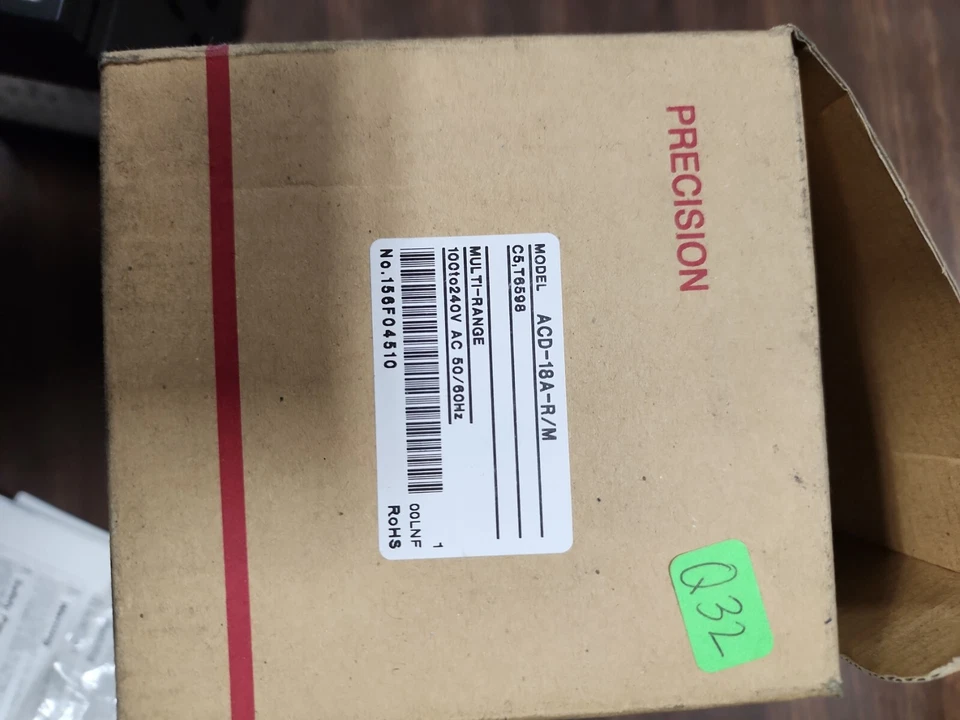 PRECISION
MODEL ACD-18A-R/M
C5,T6598
MULTI-RANGE
100to240V AC 50/60Hz
1
00LNF
No.156F04510 RoHS
Q32